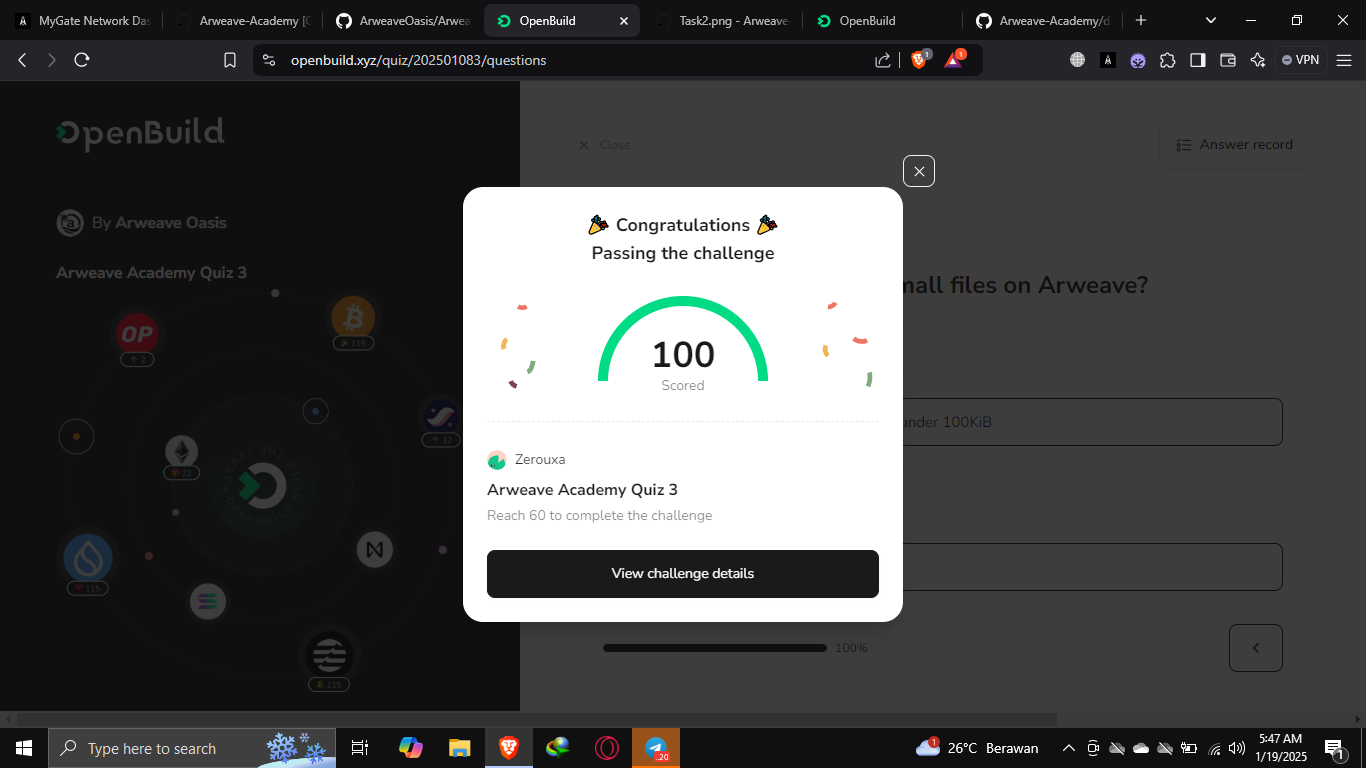 MyGate Network Das
Arweave-Academy [C
ArweaveOasis/Arwea
OpenBuild
Task2.png - Arweave
OpenBuild
Arweave-Academy/d
openbuild.xyz/quiz/202501083/questions
1
1
VPN
OpenBuild
Close
Answer record
By Arweave Oasis
Arweave Academy Quiz 3
mall files on Arweave?
under 100KiB
OP
2
115
32
22
115
115
100%
🎉 Congratulations 🎉
Passing the challenge
100
Scored
Zerouxa
Arweave Academy Quiz 3
Reach 60 to complete the challenge
View challenge details
Type here to search
..20
1
26°C Berawan
5:47 AM
1/19/2025
1